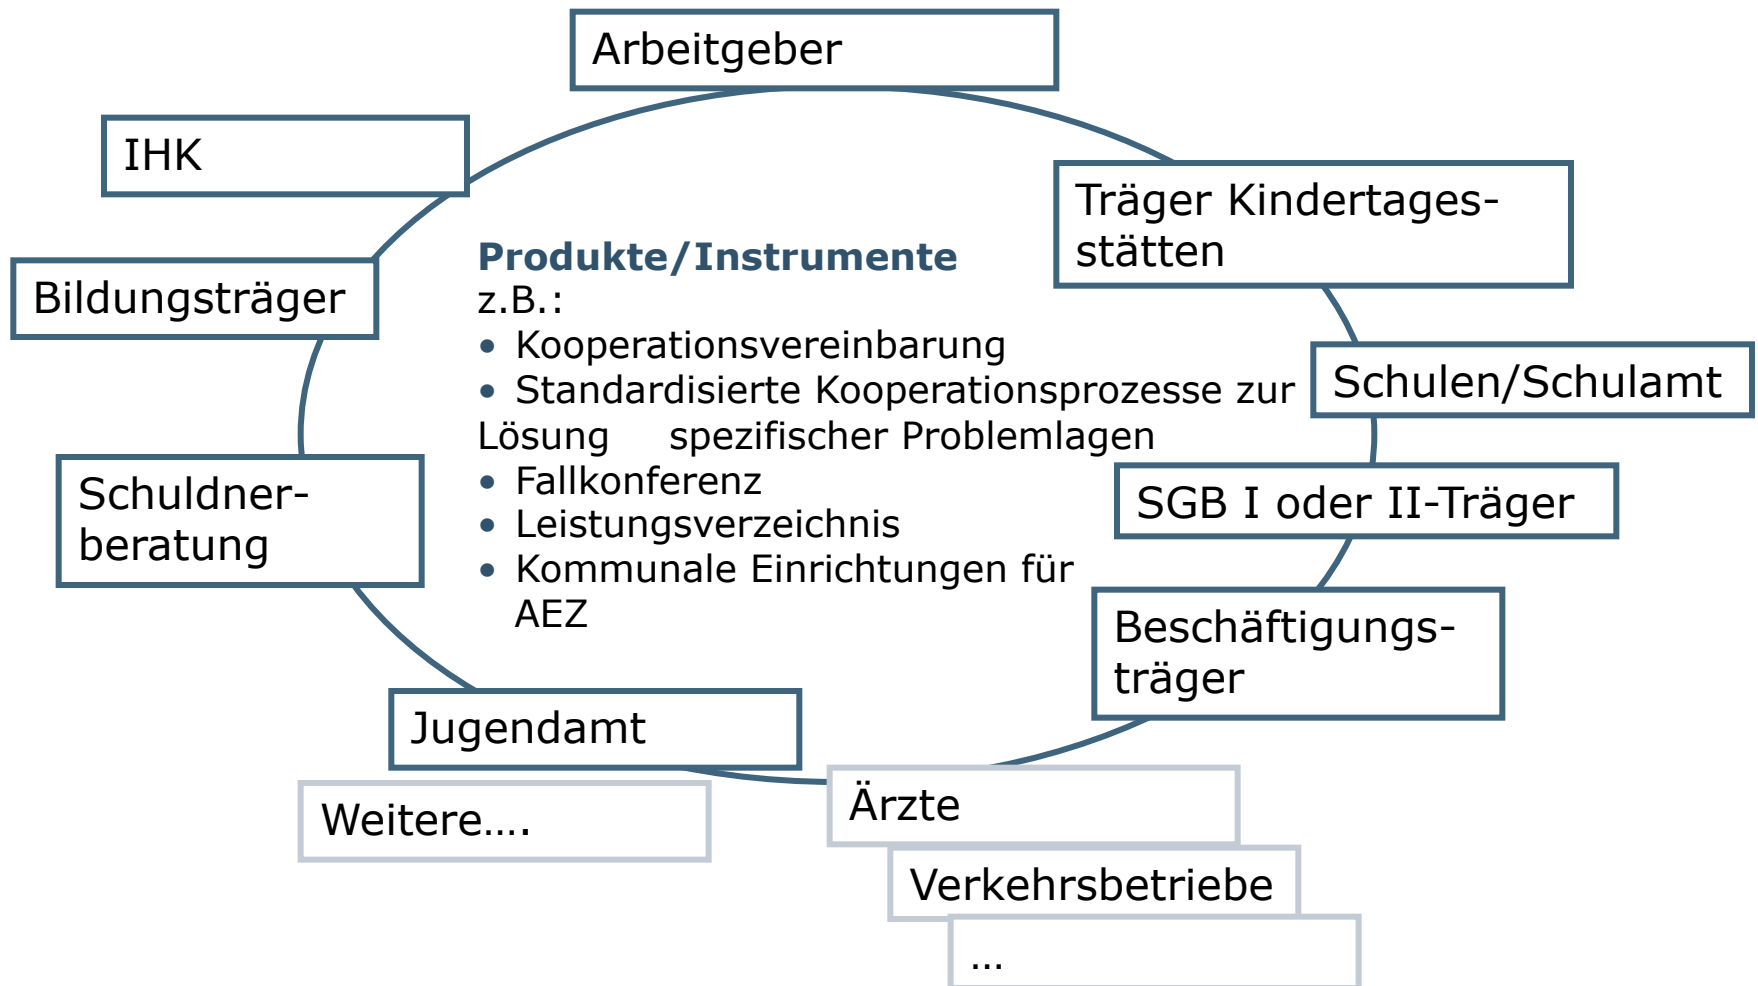 Arbeitgeber
IHK
Träger Kindertages-
stätten
Bildungsträger
Produkte/Instrumente
z.B.:
• Kooperationsvereinbarung
• Standardisierte Kooperationsprozesse zur
Lösung spezifischer Problemlagen
• Fallkonferenz
• Leistungsverzeichnis
• Kommunale Einrichtungen für
AEZ
Schulen/Schulamt
Schuldner-
beratung
SGB I oder II-Träger
Beschäftigungs-
träger
Jugendamt
Weitere….
Ärzte
Verkehrsbetriebe
…